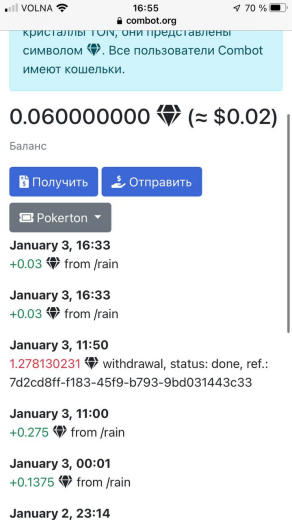 VOLNA 16:55 70 %
combot.org
кристаллы TON, они представлены
символом . Все пользователи Combot
имеют кошельки.
0.060000000 (≈ $0.02)
Баланс
Получить Отправить
Pokerton
January 3, 16:33
+0.03 from /rain
January 3, 16:33
+0.03 from /rain
January 3, 11:50
1.278130231 withdrawal, status: done, ref.:
7d2cd8ff-f183-45f9-b793-9bd031443c33
January 3, 11:00
+0.275 from /rain
January 3, 00:01
+0.1375 from /rain
January 2, 23:14